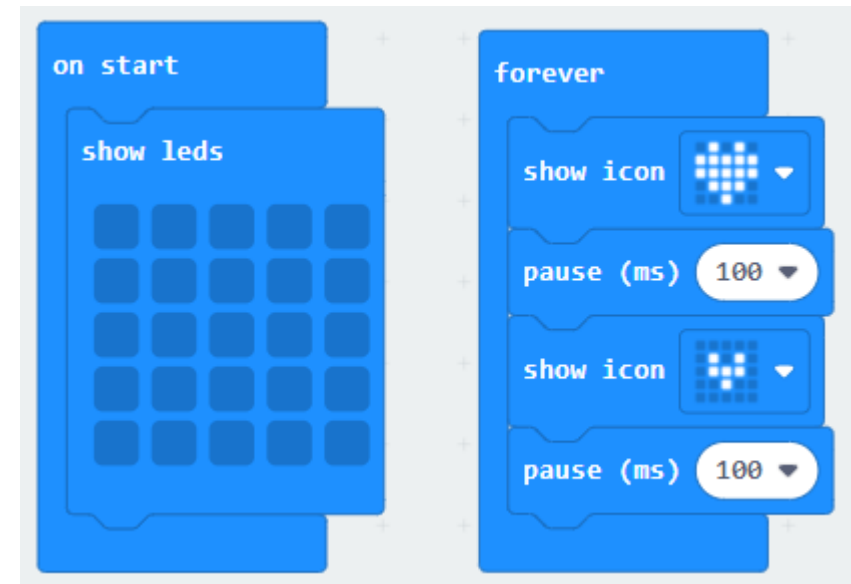 on start
show leds
forever
show icon
pause (ms) 100
show icon
pause (ms) 100